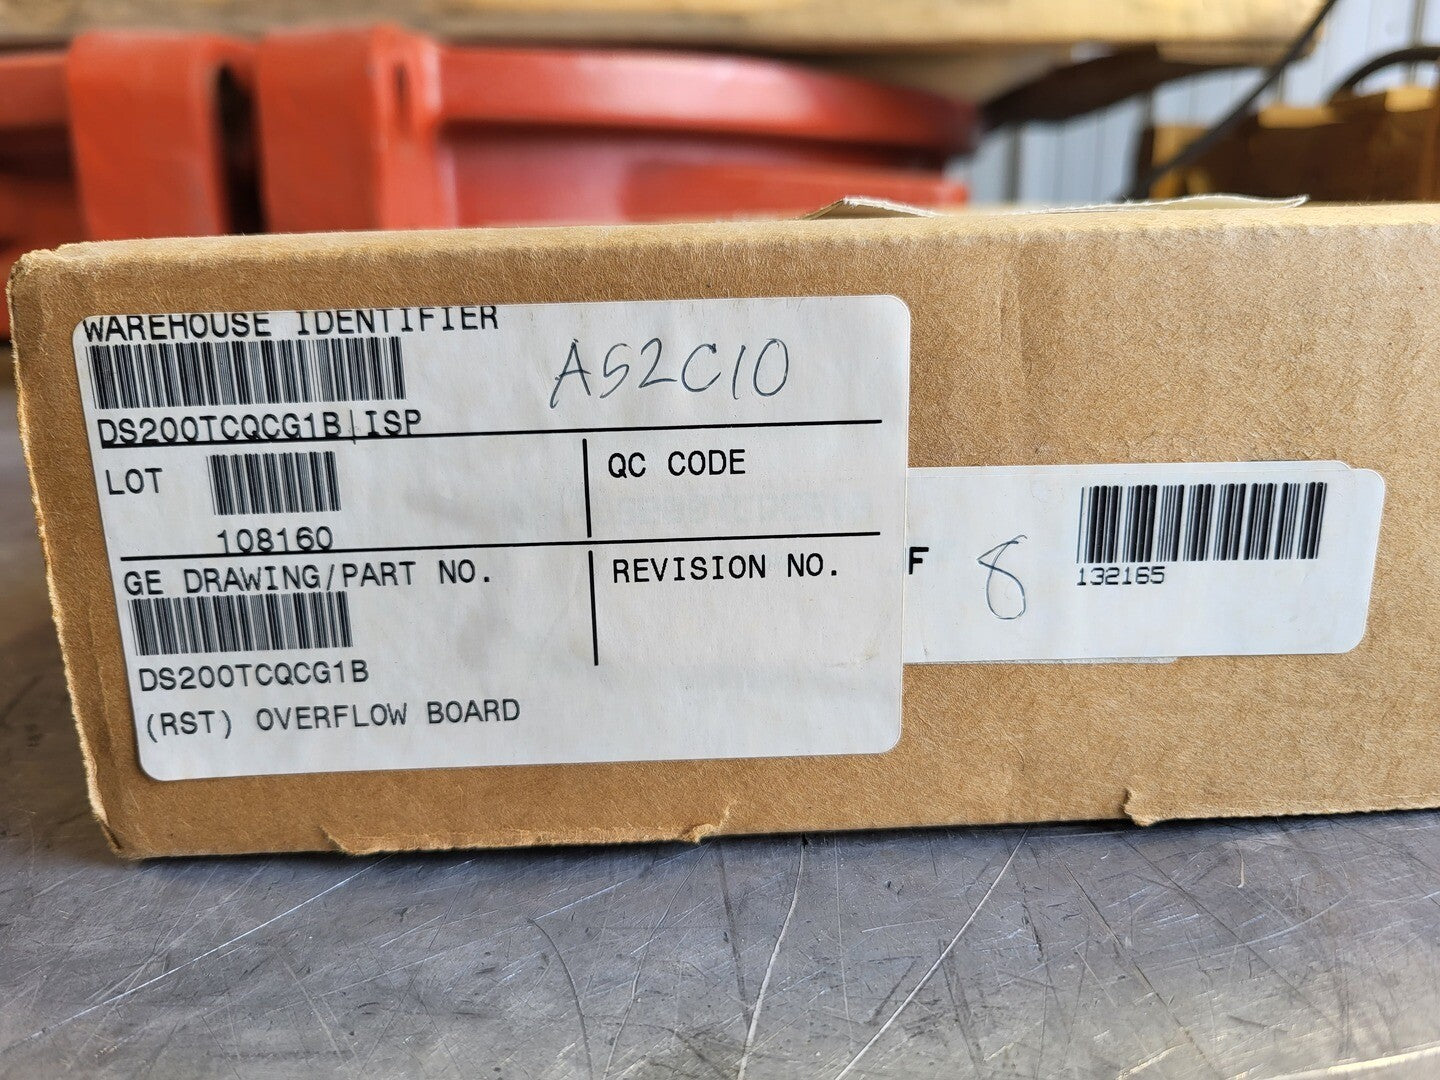 WAREHOUSE IDENTIFIER
AS2C10
DS200TCQCG1B|ISP
LOT
108160
QC CODE
GE DRAWING/PART NO.
DS200TCQCG1B
(RST) OVERFLOW BOARD
REVISION NO.
F 8
132165